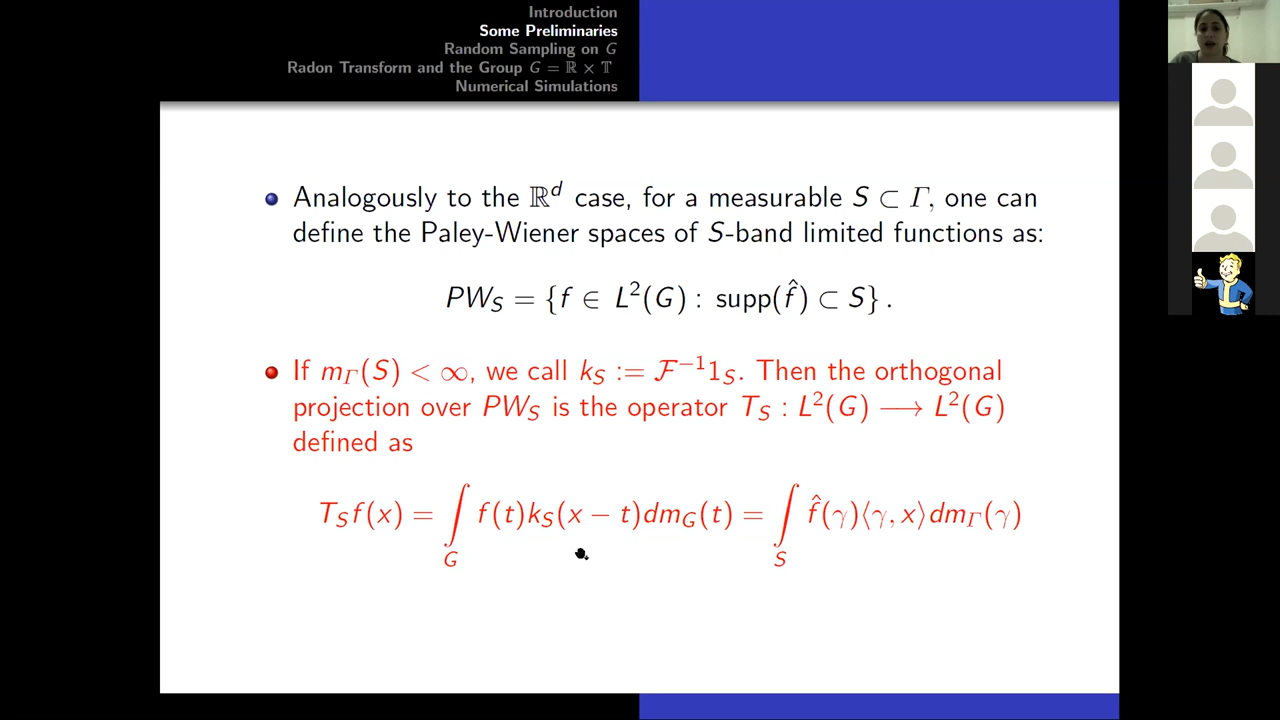 Introduction
Some Preliminaries
Random Sampling on G
Radon Transform and the Group G = ℝ × 𝕋
Numerical Simulations
Analogously to the ℝ^d case, for a measurable S ⊂ Γ, one can
define the Paley-Wiener spaces of S-band limited functions as:
PW_S = {f ∈ L²(G) : supp(f̂) ⊂ S} .
If m_Γ(S) < ∞, we call k_S := ℱ⁻¹1_S. Then the orthogonal
projection over PW_S is the operator T_S : L²(G) ⟶ L²(G)
defined as
T_S f(x) = ∫_G f(t)k_S(x − t)dm_G(t) = ∫_S f̂(γ)⟨γ, x⟩dm_Γ(γ)